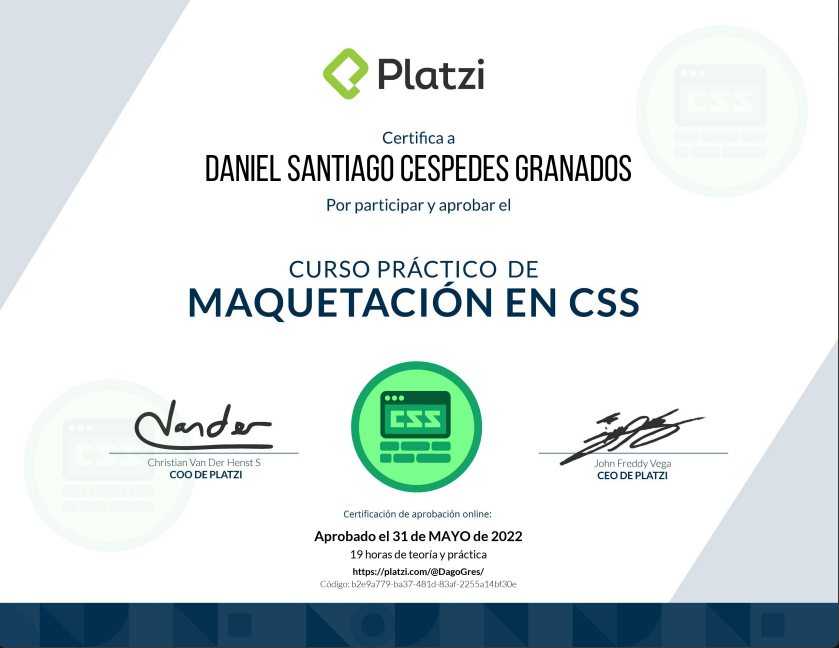 Platzi
Certifica a
DANIEL SANTIAGO CESPEDES GRANADOS
Por participar y aprobar el
CURSO PRÁCTICO DE
MAQUETACIÓN EN CSS
CSS
Vander
Christian Van Der Henst S
COO DE PLATZI
John Freddy Vega
CEO DE PLATZI
Certificación de aprobación online:
Aprobado el 31 de MAYO de 2022
19 horas de teoría y práctica
https://platzi.com/@DagoGres/
Código: b2e9a779-ba37-481d-83af-2255a14bf30e